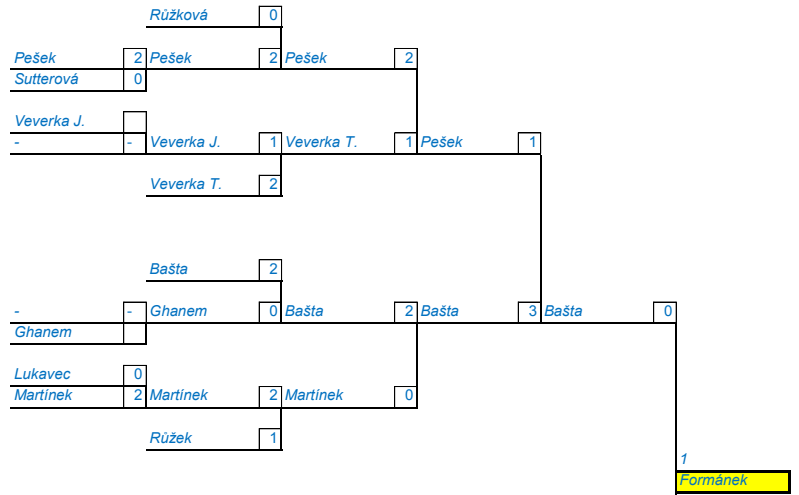 Růžková 0
Pešek 2 Pešek 2 Pešek 2
Sutterová 0
Veverka J.
- - Veverka J. 1 Veverka T. 1 Pešek 1
Veverka T. 2
Bašta 2
- - Ghanem 0 Bašta 2 Bašta 3 Bašta 0
Ghanem
Lukavec 0
Martínek 2 Martínek 2 Martínek 0
Růžek 1
1
Formánek